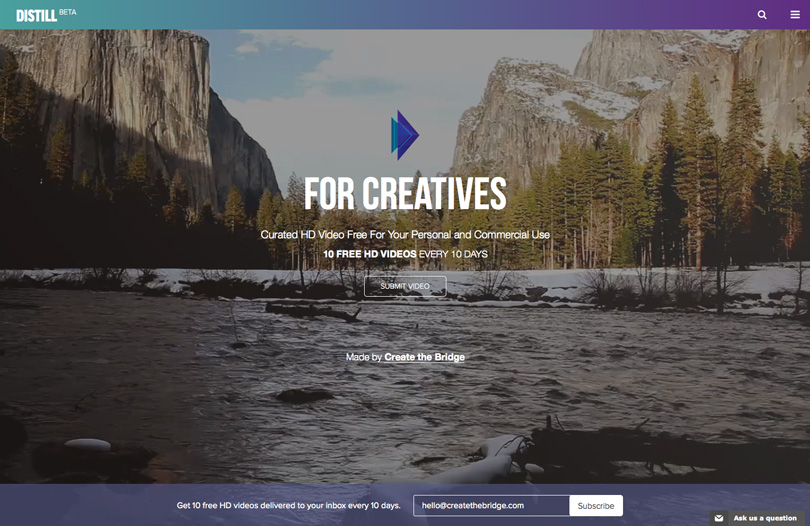 DISTILL BETA
FOR CREATIVES
Curated HD Video Free For Your Personal and Commercial Use
10 FREE HD VIDEOS EVERY 10 DAYS
SUBMIT VIDEO
Made by Create the Bridge
Get 10 free HD videos delivered to your inbox every 10 days. hello@createthebridge.com Subscribe
Ask us a question